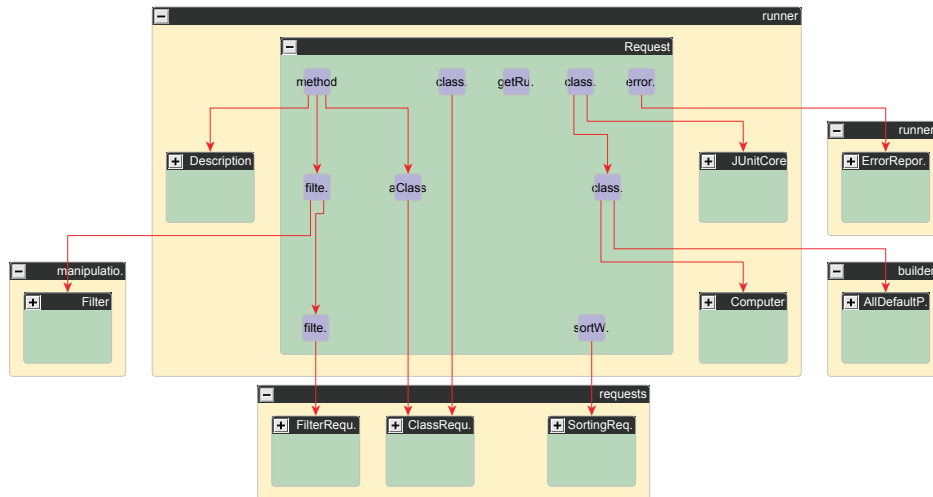 runner
Request
method
class.
getRu.
class.
error.
runner
Description
JUnitCore
ErrorRepor.
filte.
aClass
class.
manipulatio.
builder
Filter
Computer
AllDefaultP.
filte.
sortW.
requests
FilterRequ.
ClassRequ.
SortingReq.